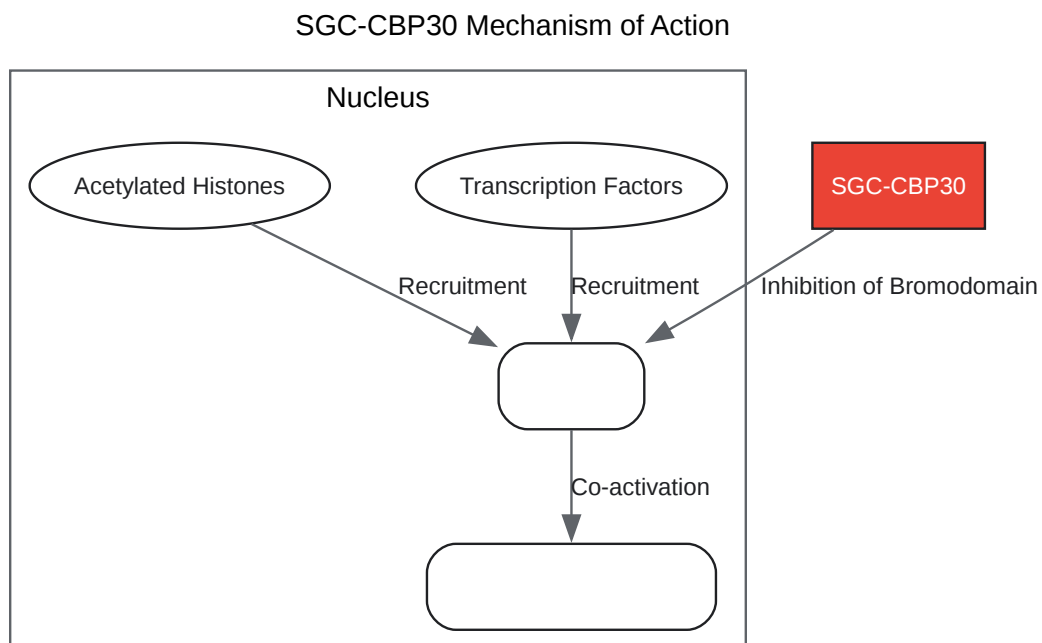 SGC-CBP30 Mechanism of Action
Nucleus
Acetylated Histones
Transcription Factors
SGC-CBP30
Recruitment
Recruitment
Inhibition of Bromodomain
Co-activation